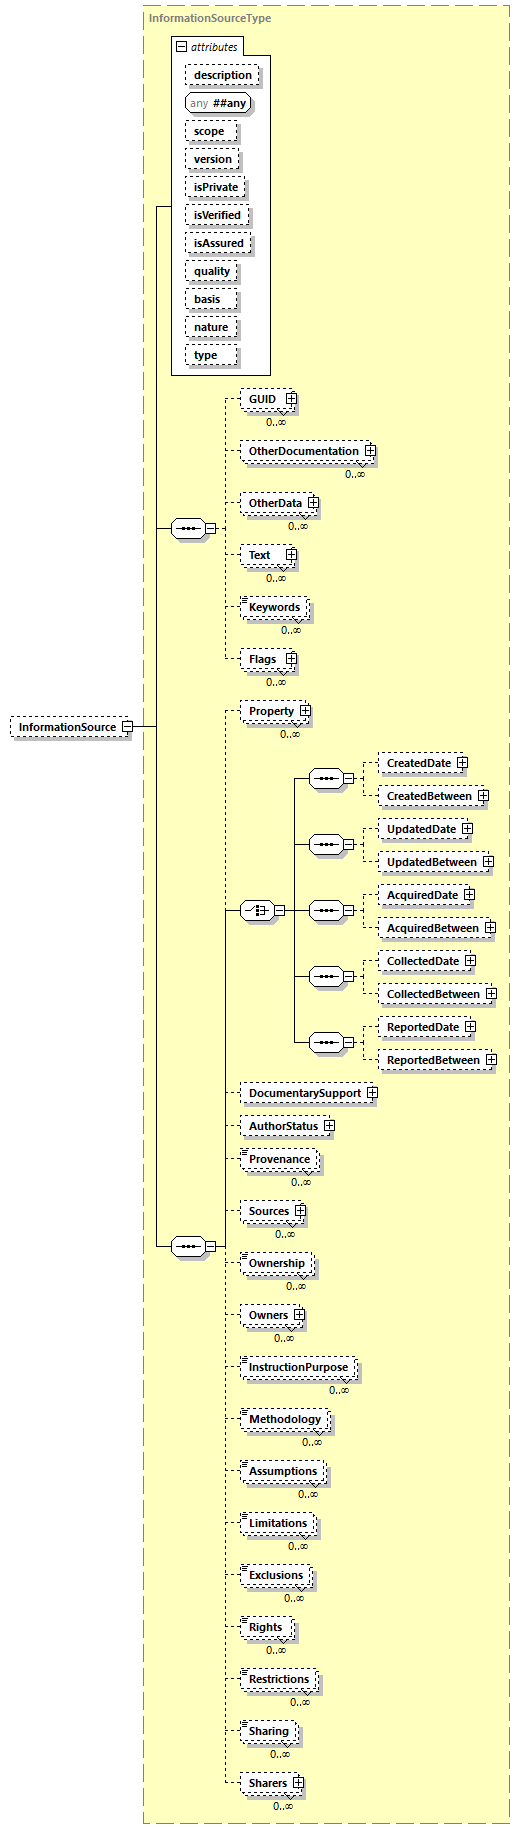 InformationSourceType
attributes
description
any ##any
scope
version
isPrivate
isVerified
isAssured
quality
basis
nature
type
GUID
0..∞
OtherDocumentation
0..∞
OtherData
0..∞
Text
0..∞
Keywords
0..∞
Flags
0..∞
InformationSource
Property
0..∞
CreatedDate
CreatedBetween
UpdatedDate
UpdatedBetween
AcquiredDate
AcquiredBetween
CollectedDate
CollectedBetween
ReportedDate
ReportedBetween
DocumentarySupport
AuthorStatus
Provenance
0..∞
Sources
0..∞
Ownership
0..∞
Owners
0..∞
InstructionPurpose
0..∞
Methodology
0..∞
Assumptions
0..∞
Limitations
0..∞
Exclusions
0..∞
Rights
0..∞
Restrictions
0..∞
Sharing
0..∞
Sharers
0..∞